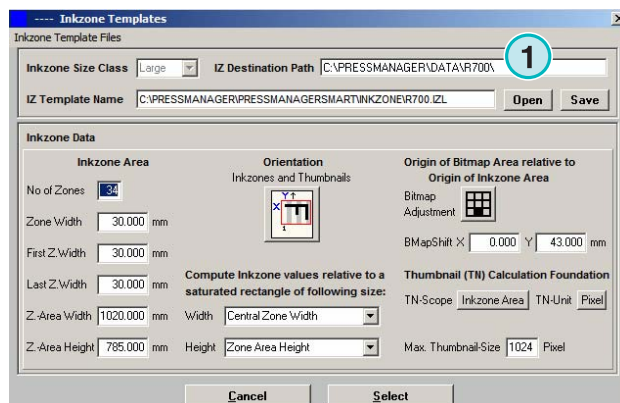 ---- Inkzone Templates
Inkzone Template Files
Inkzone Size Class Large IZ Destination Path C:\PRESSMANAGER\DATA\R700\
1
IZ Template Name C:\PRESSMANAGER\PRESSMANAGERSMART\INKZONE\R700.IZL Open Save
Inkzone Data
Inkzone Area
No of Zones 34
Zone Width 30.000 mm
First Z.Width 30.000 mm
Last Z.Width 30.000 mm
Z.-Area Width 1020.000 mm
Z.-Area Height 785.000 mm
Orientation
Inkzones and Thumbnails
Y
X
1
Compute Inkzone values relative to a
saturated rectangle of following size:
Width Central Zone Width
Height Zone Area Height
Origin of Bitmap Area relative to
Origin of Inkzone Area
Bitmap
Adjustment
BMapShift X 0.000 Y 43.000 mm
Thumbnail (TN) Calculation Foundation
TN-Scope Inkzone Area TN-Unit Pixel
Max. Thumbnail-Size 1024 Pixel
Cancel Select